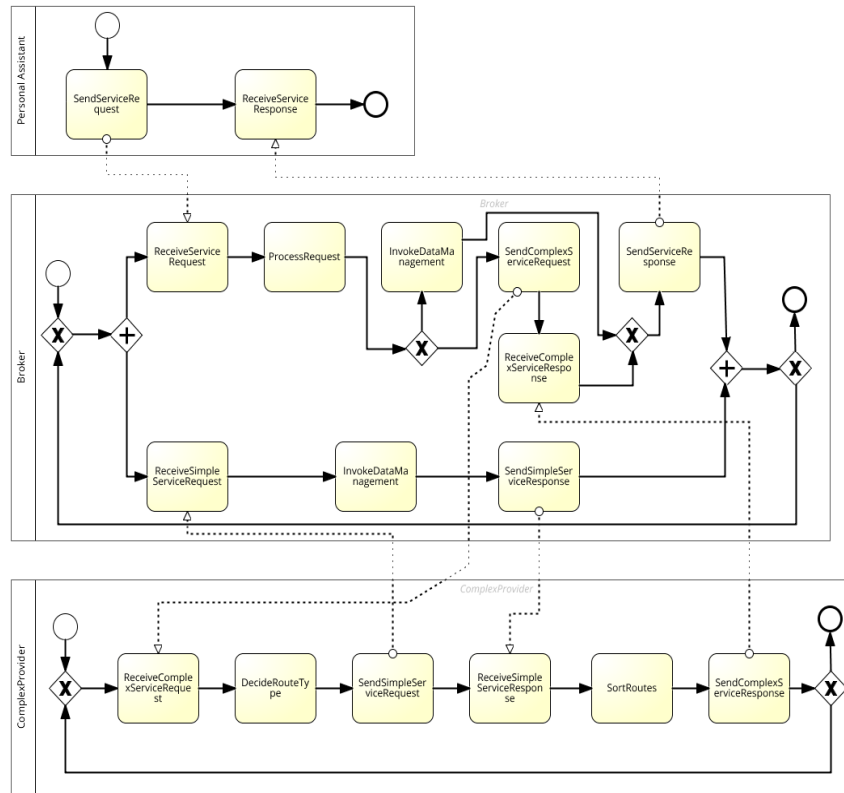 Personal Assistant
SendServiceRe
quest
ReceiveService
Response
Broker
Broker
ReceiveService
Request
ProcessRequest
InvokeDataMa
nagement
SendComplexS
erviceRequest
SendServiceRe
sponse
ReceiveComple
xServiceRespo
nse
ReceiveSimple
ServiceRequest
InvokeDataMa
nagement
SendSimpleSer
viceResponse
ComplexProvider
ComplexProvider
ReceiveComple
xServiceReque
st
DecideRouteTy
pe
SendSimpleSer
viceRequest
ReceiveSimple
ServiceRespon
se
SortRoutes
SendComplexS
erviceResponse